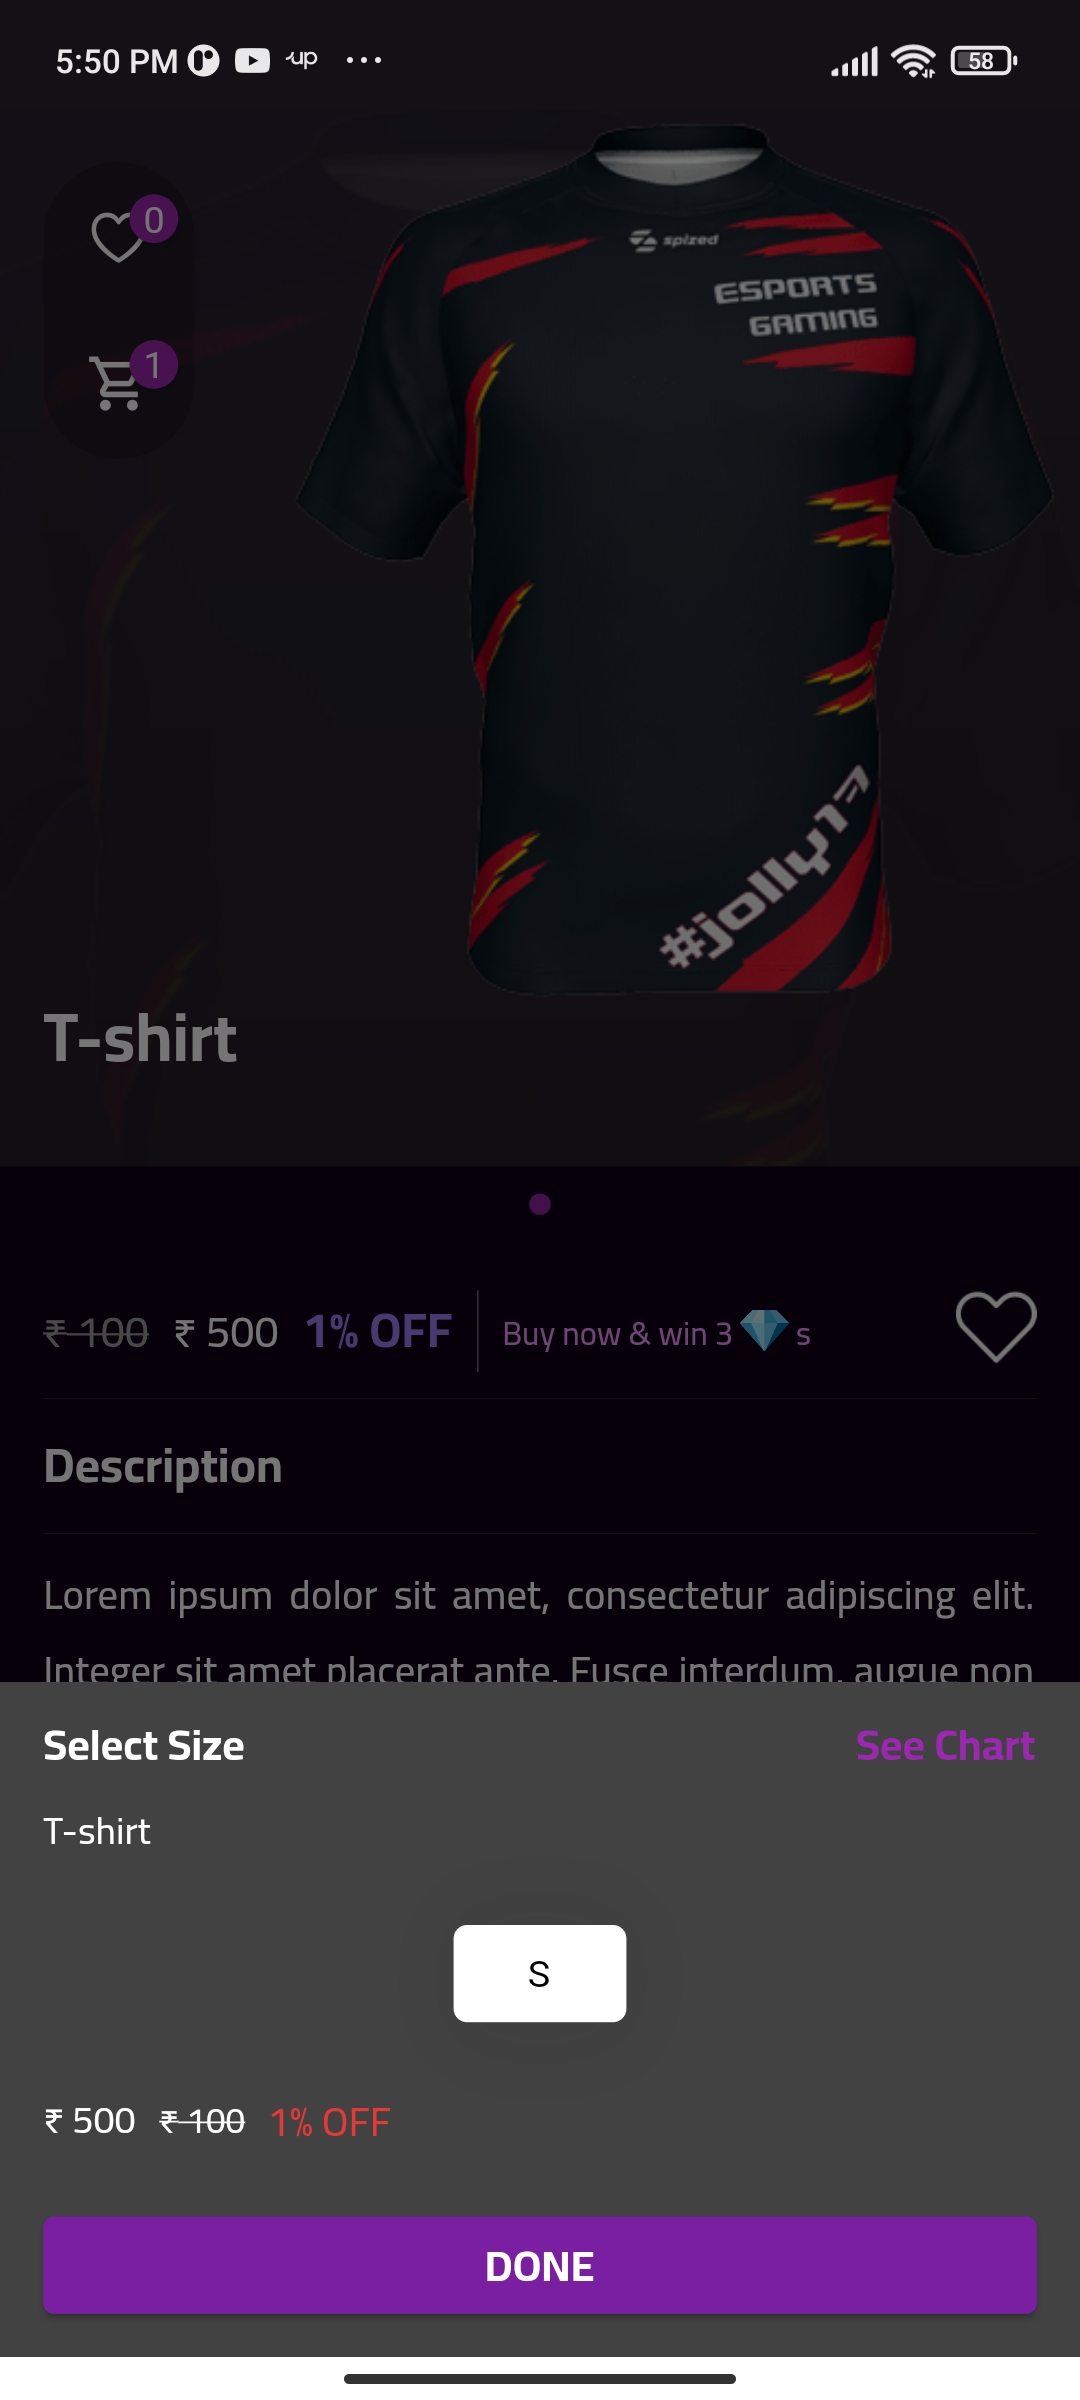 5:50 PM up ... 58
0
1
spized
ESPORTS
GAMING
#jolly17
T-shirt
₹ 100 ₹ 500 1% OFF Buy now & win 3 💎 s
Description
Lorem ipsum dolor sit amet, consectetur adipiscing elit.
Integer sit amet placerat ante. Fusce interdum, augue non
Select Size See Chart
T-shirt
S
₹ 500 ₹ 100 1% OFF
DONE